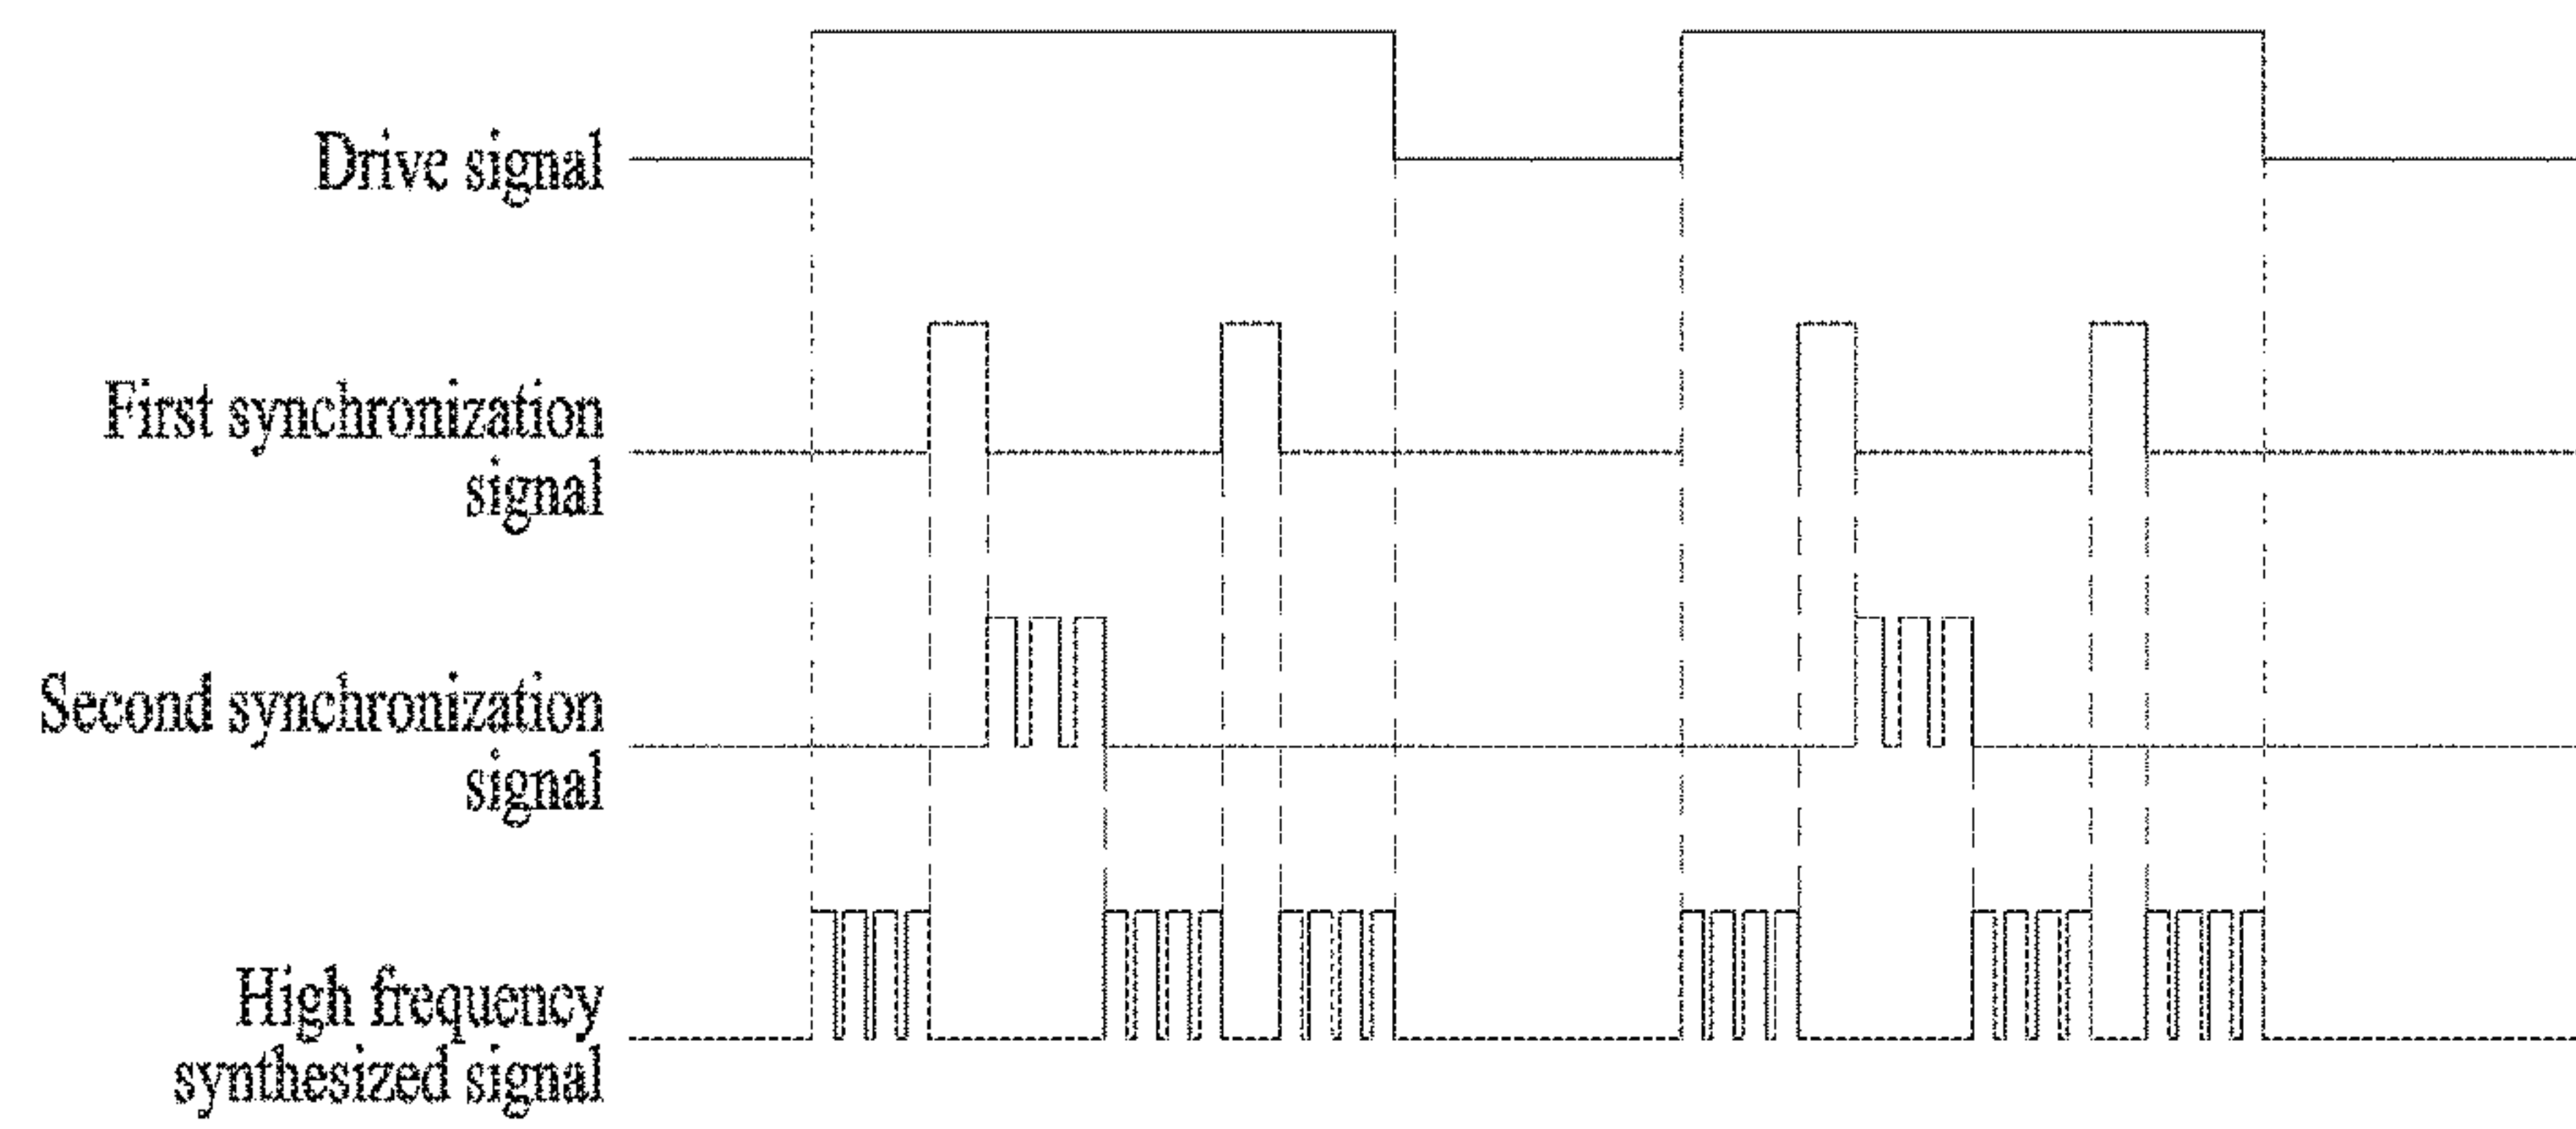 Drive signal
First synchronization
signal
Second synchronization
signal
High frequency
synthesized signal